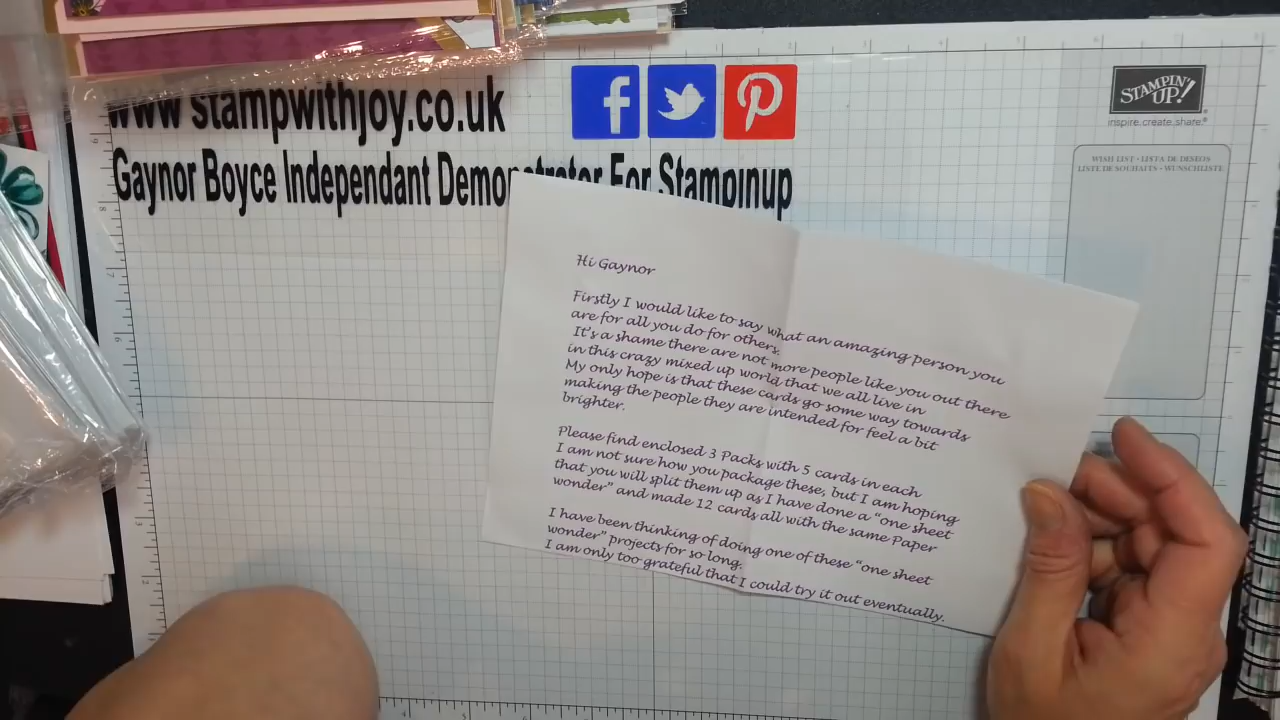 www stampwithjoy.co.uk
Gaynor Boyce Independant Demonstrator For Stampinup
STAMPIN' UP!
inspire.create.share.®
WISH LIST • LISTA DE DESEOS
LISTE DE SOUHAITS • WUNSCHLISTE
Hi Gaynor
Firstly I would like to say what an amazing person you
are for all you do for others.
It's a shame there are not more people like you out there
in this crazy mixed up world that we all live in
My only hope is that these cards go some way towards
making the people they are intended for feel a bit
brighter.
Please find enclosed 3 Packs with 5 cards in each
I am not sure how you package these, but I am hoping
that you will split them up as I have done a "one sheet
wonder" and made 12 cards all with the same Paper
I have been thinking of doing one of these "one sheet
wonder" projects for so long.
I am only too grateful that I could try it out eventually.